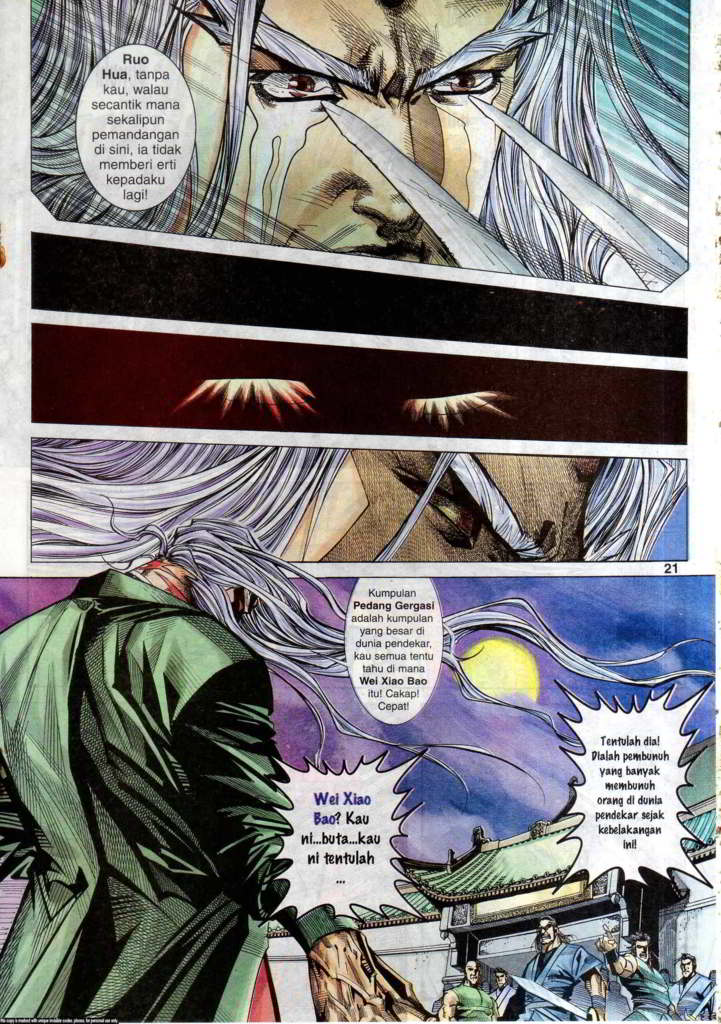 Ruo
Hua, tanpa
kau, walau
secantik mana
sekalipun
pemandangan
di sini, ia tidak
memberi erti
kepadaku
lagi!
21
Kumpulan
Pedang Gergasi
adalah kumpulan
yang besar di
dunia pendekar,
kau semua tentu
tahu di mana
Wei Xiao Bao
itu! Cakap!
Cepat!
Wei Xiao
Bao? Kau
ni...buta...kau
ni tentulah
...
Tentulah dia!
Dialah pembunuh
yang banyak
membunuh
orang di dunia
pendekar sejak
kebelakangan
ini!